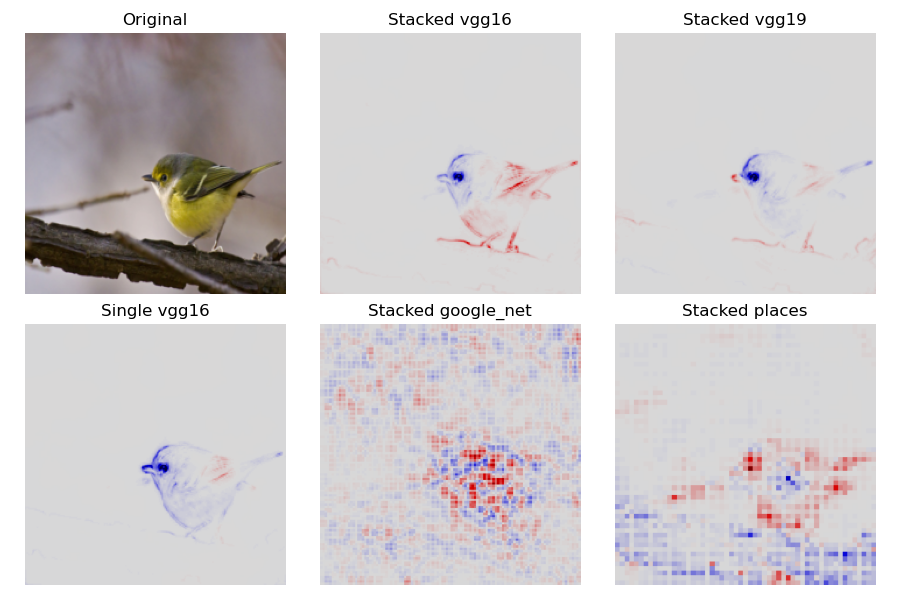 Original
Stacked vgg16
Stacked vgg19
Single vgg16
Stacked google_net
Stacked places